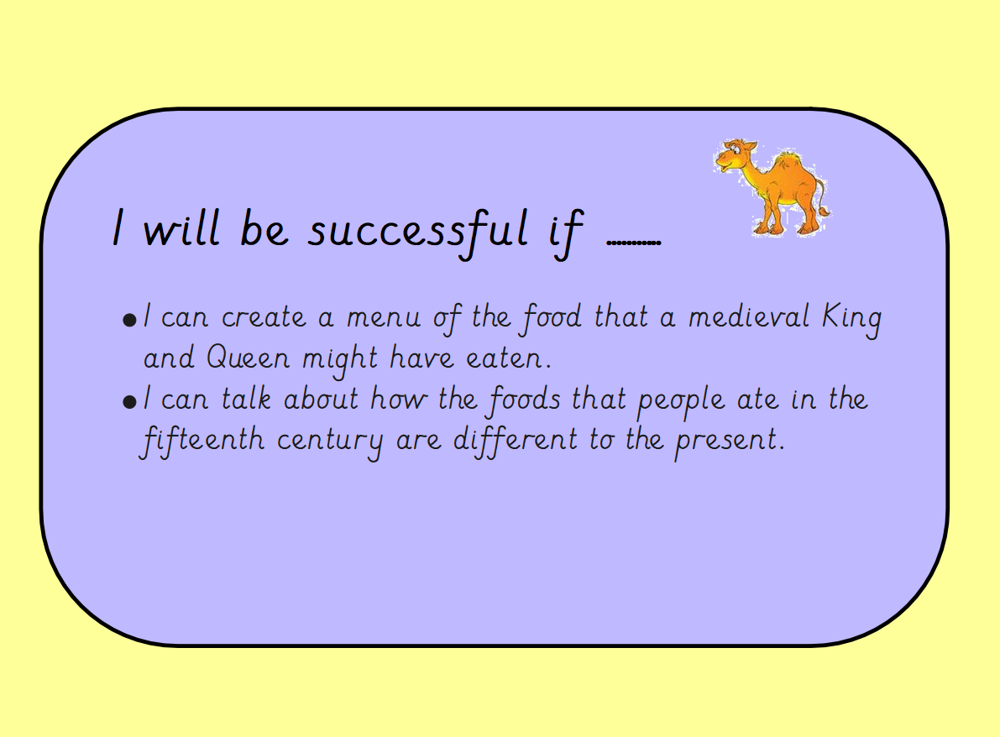 I will be successful if ...........
• I can create a menu of the food that a medieval King
and Queen might have eaten.
• I can talk about how the foods that people ate in the
fifteenth century are different to the present.